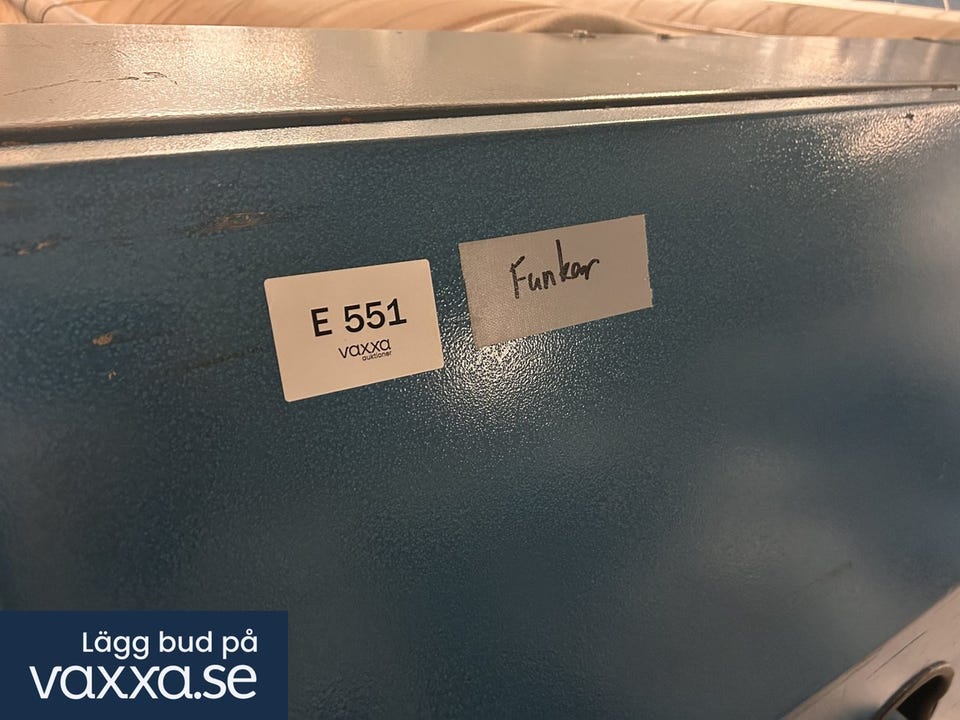 E 551
vaxxa
auktioner
Funkar
Lägg bud på
vaxxa.se